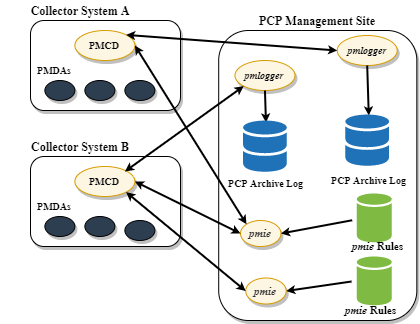 Collector System A
PMCD
PMDAs
Collector System B
PMCD
PMDAs
PCP Management Site
pmlogger
pmlogger
PCP Archive Log
PCP Archive Log
pmie
pmie Rules
pmie
pmie Rules